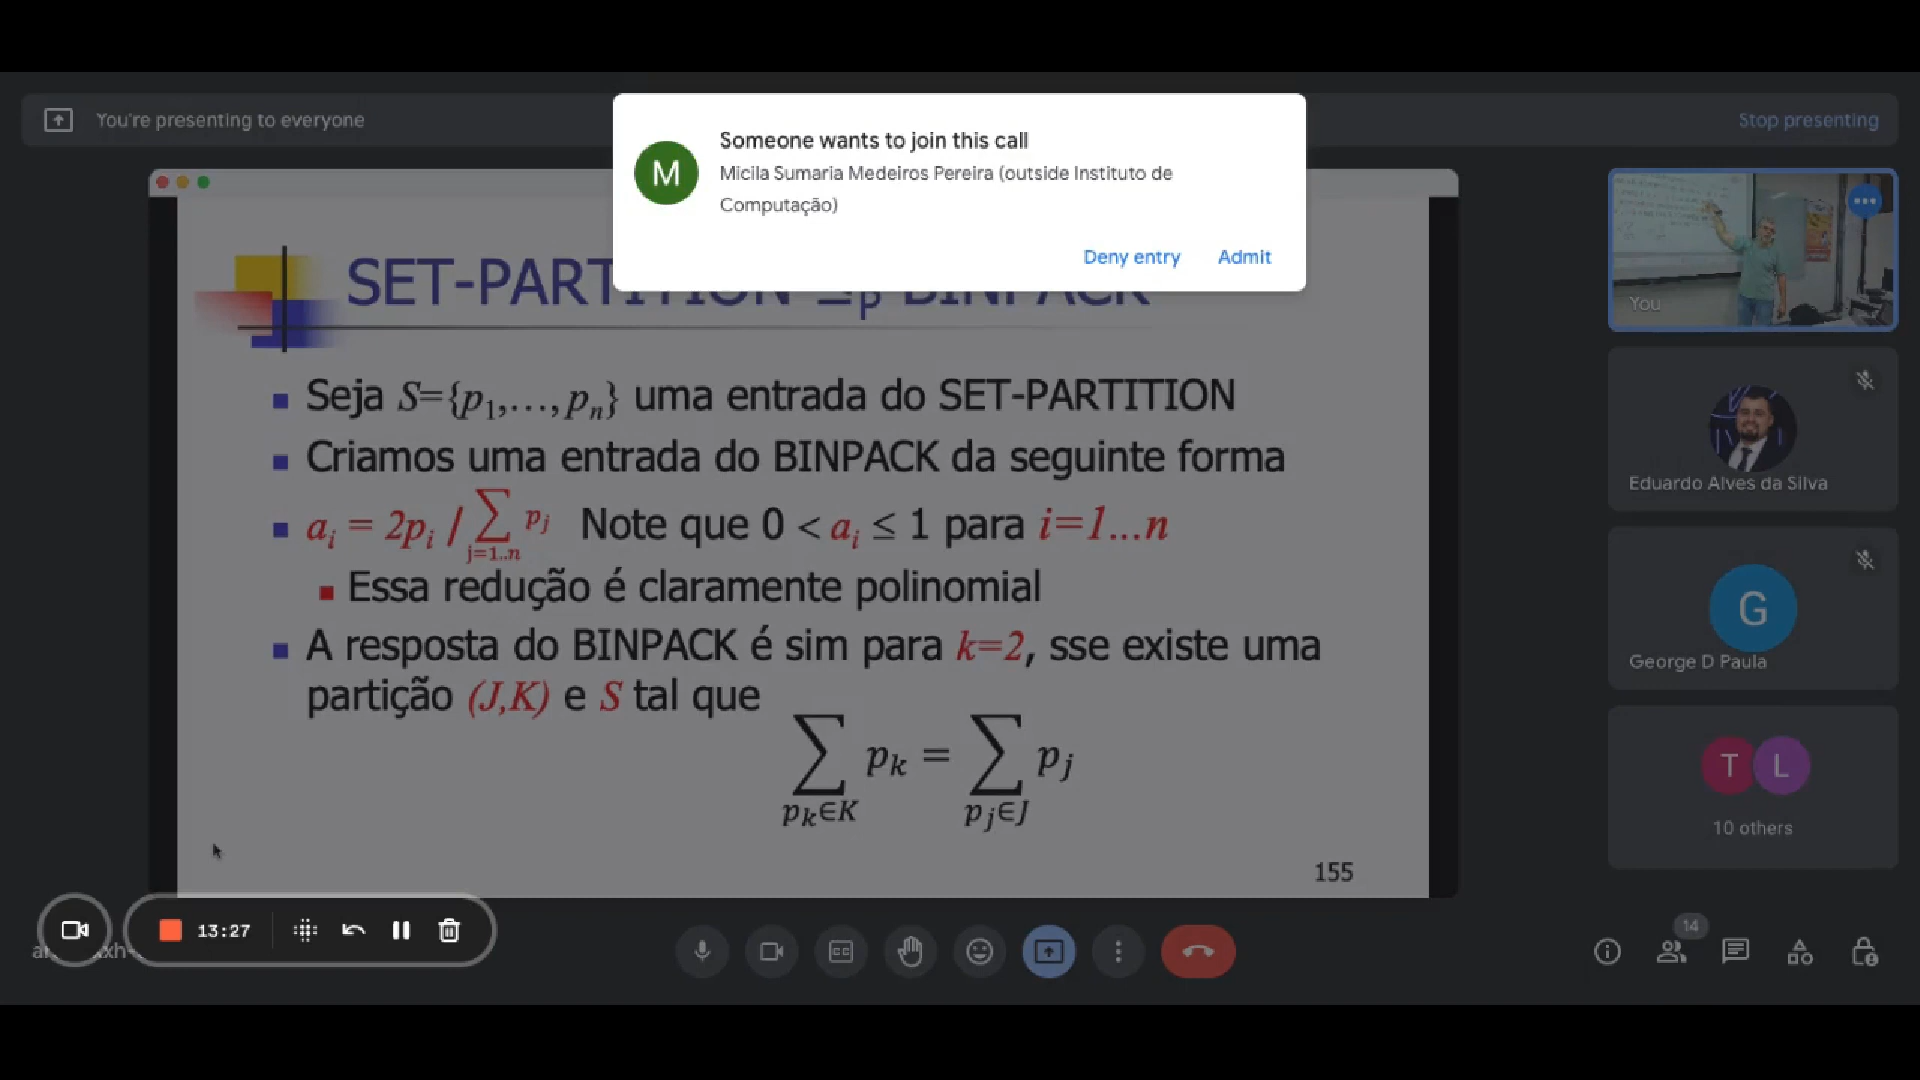 You're presenting to everyone
Stop presenting
Someone wants to join this call
M
Micila Sumaria Medeiros Pereira (outside Instituto de
Computação)
Deny entry
Admit
SET-PARTITION ≤p BINPACK
Seja S={p1,…,pn} uma entrada do SET-PARTITION
Criamos uma entrada do BINPACK da seguinte forma
ai = 2pi / ∑ pj j=1..n Note que 0 < ai ≤ 1 para i=1...n
Essa redução é claramente polinomial
A resposta do BINPACK é sim para k=2, sse existe uma
partição (J,K) e S tal que
∑ pk = ∑ pj
pk∈K pj∈J
155
You
Eduardo Alves da Silva
G
George D Paula
T L
10 others
13:27
CC
14